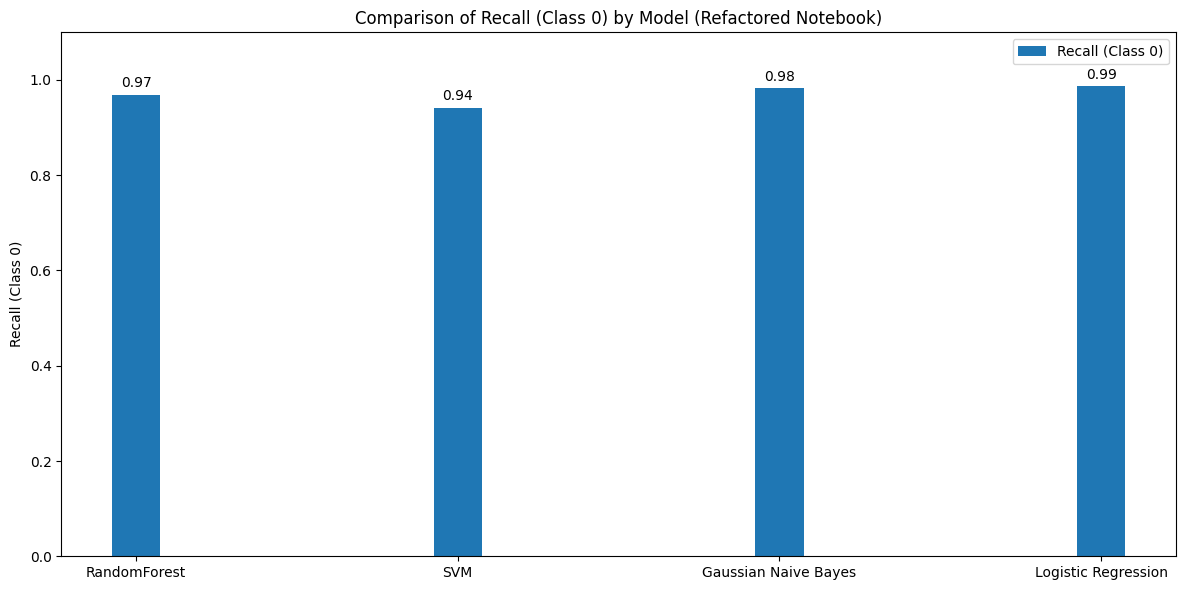 Comparison of Recall (Class 0) by Model (Refactored Notebook)
Recall (Class 0)
Recall (Class 0)
1.0
0.8
0.6
0.4
0.2
0.0
0.97
0.94
0.98
0.99
RandomForest
SVM
Gaussian Naive Bayes
Logistic Regression